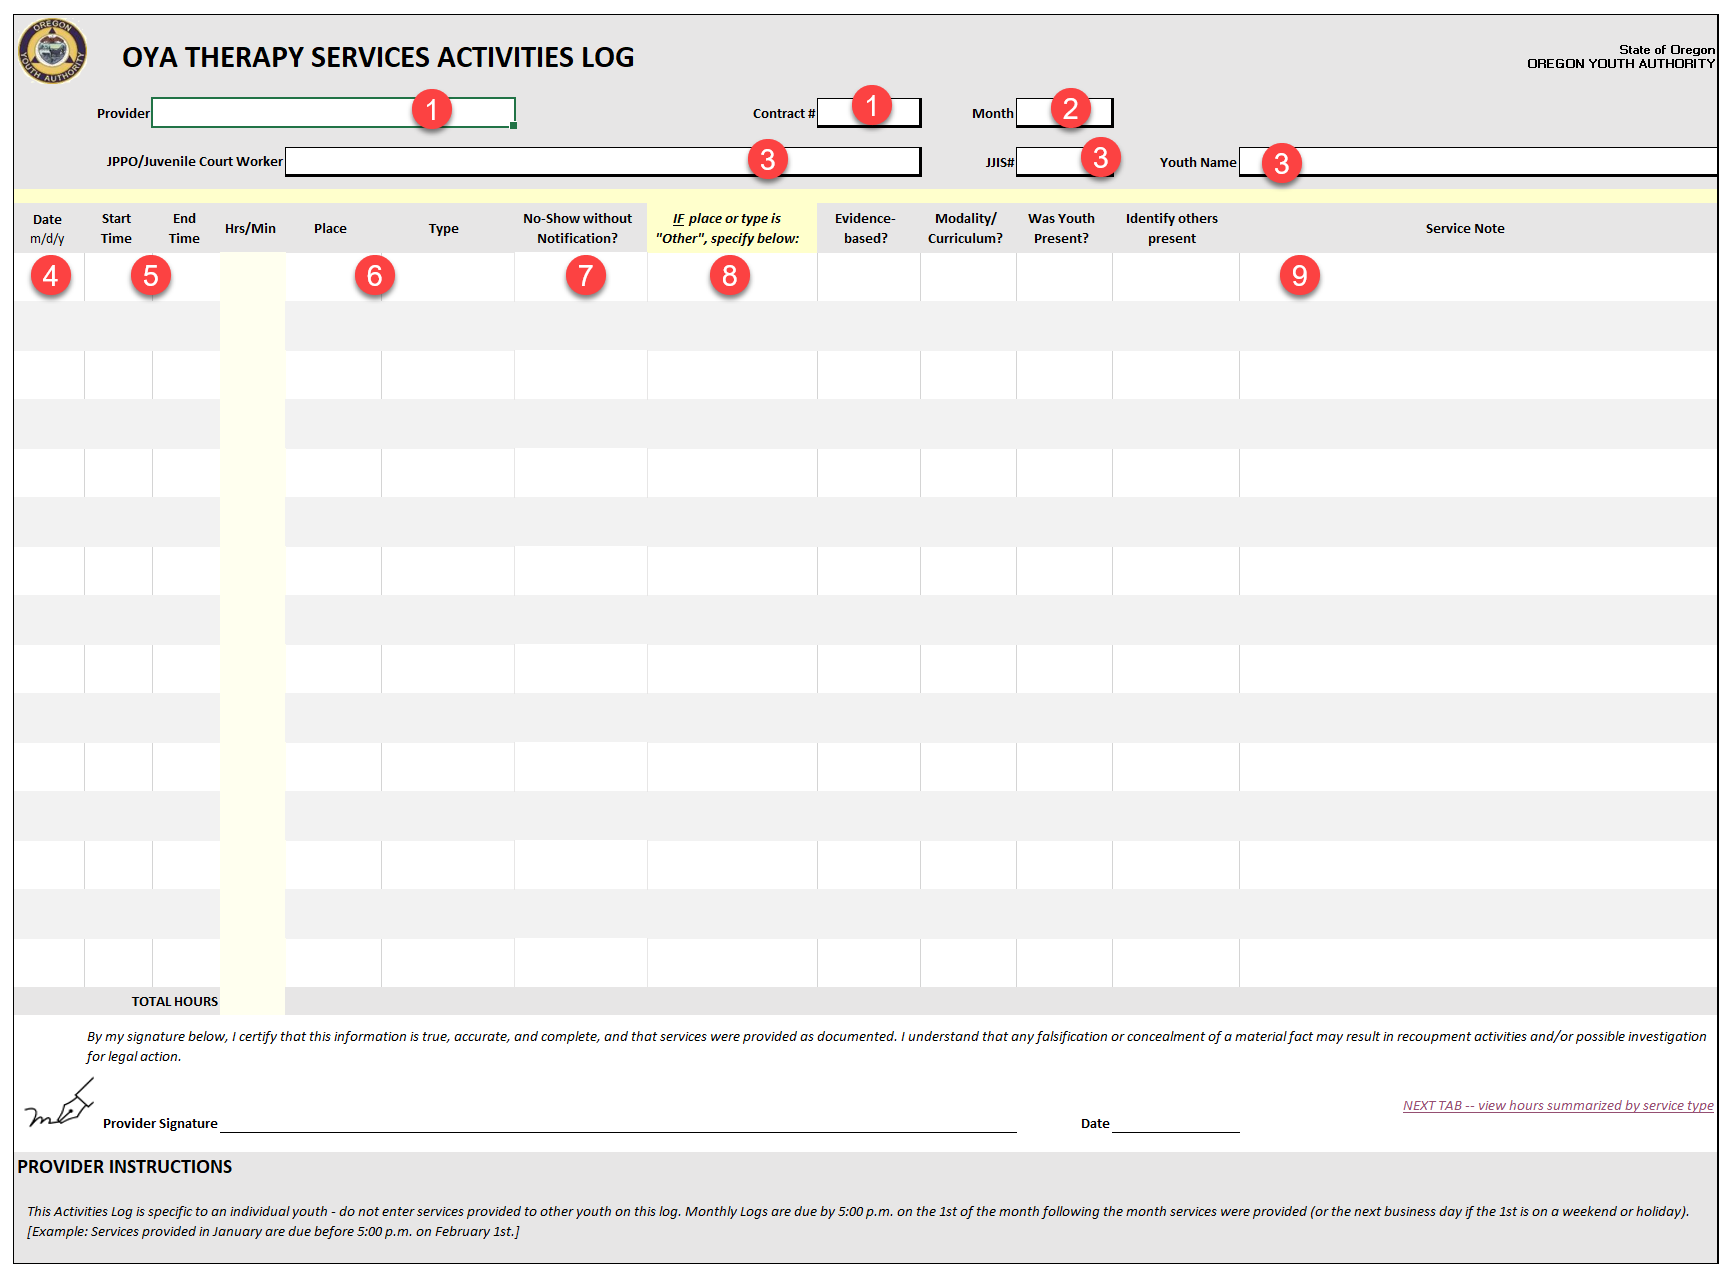 OREGON
YOUTH AUTHORITY
OYA THERAPY SERVICES ACTIVITIES LOG
State of Oregon
OREGON YOUTH AUTHORITY
Provider 1 Contract # 1 Month 2
JPPO/Juvenile Court Worker 3 JJIS# 3 Youth Name 3
Date Start End No-Show without IF place or type is Evidence- Modality/ Was Youth Identify others
m/d/y Time Time Hrs/Min Place Type Notification? "Other", specify below: based? Curriculum? Present? present Service Note
4 5 6 7 8 9
TOTAL HOURS
By my signature below, I certify that this information is true, accurate, and complete, and that services were provided as documented. I understand that any falsification or concealment of a material fact may result in recoupment activities and/or possible investigation
for legal action.
NEXT TAB -- view hours summarized by service type
Provider Signature Date
PROVIDER INSTRUCTIONS
This Activities Log is specific to an individual youth - do not enter services provided to other youth on this log. Monthly Logs are due by 5:00 p.m. on the 1st of the month following the month services were provided (or the next business day if the 1st is on a weekend or holiday).
[Example: Services provided in January are due before 5:00 p.m. on February 1st.]